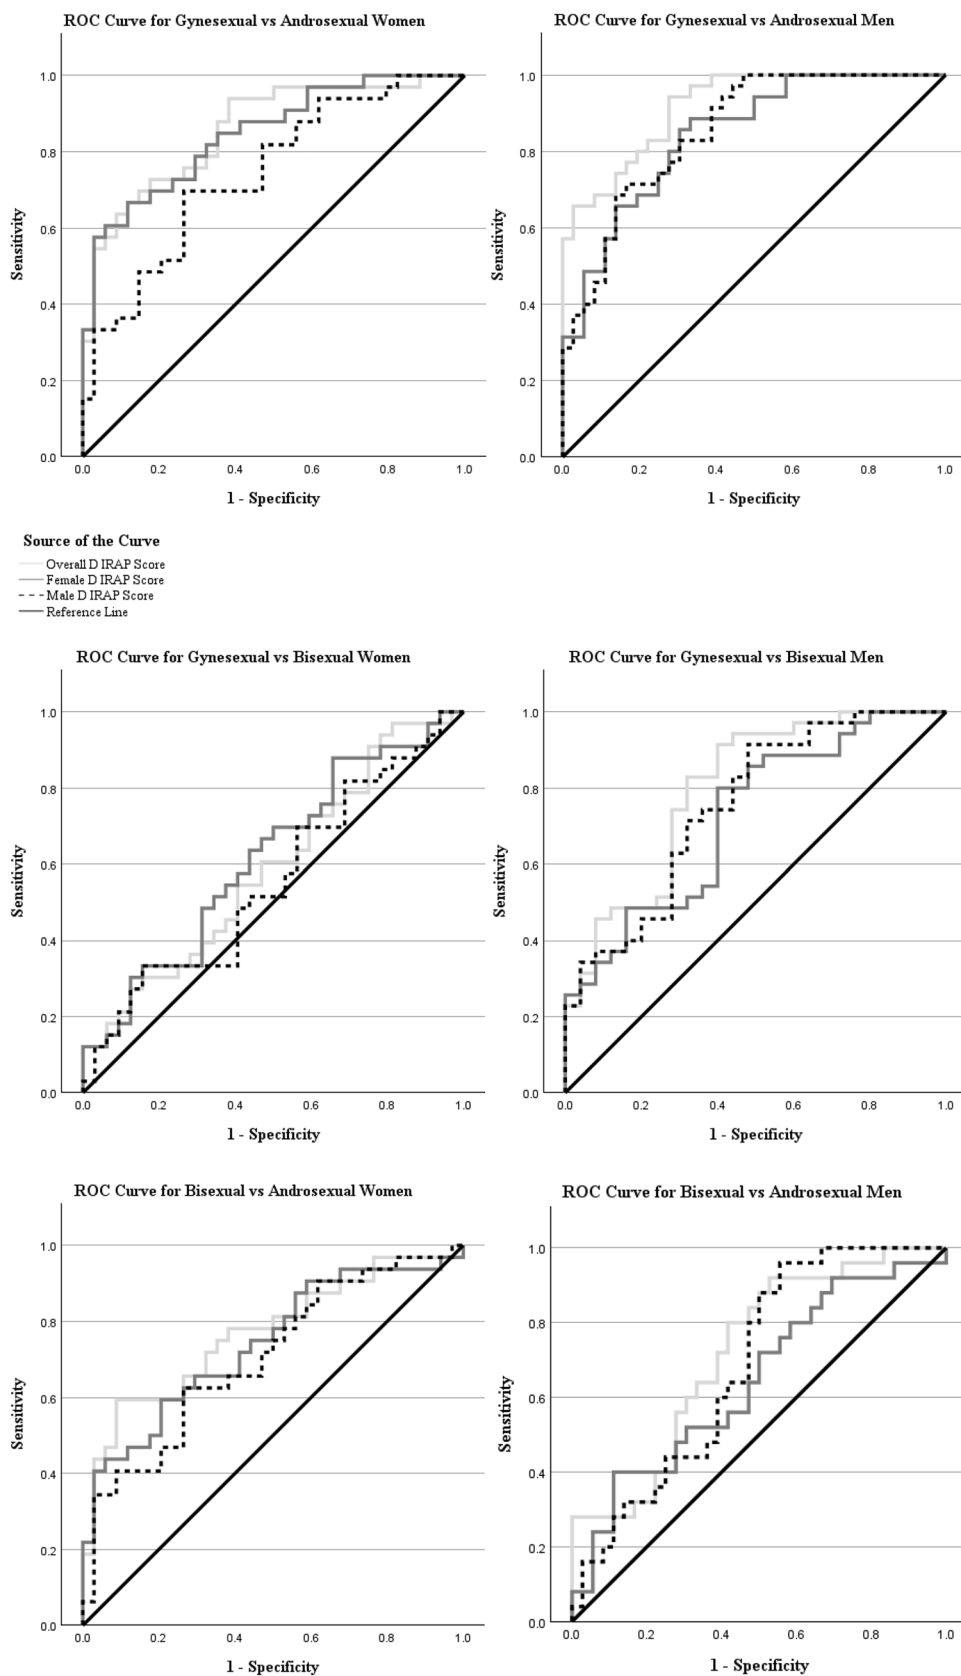 ROC Curve for Gynesexual vs Androsexual Women
1.0
0.8
0.6
0.4
0.2
0.0
Sensitivity
0.0 0.2 0.4 0.6 0.8 1.0
1 - Specificity
ROC Curve for Gynesexual vs Androsexual Men
1.0
0.8
0.6
0.4
0.2
0.0
Sensitivity
0.0 0.2 0.4 0.6 0.8 1.0
1 - Specificity
Source of the Curve
Overall D IRAP Score
Female D IRAP Score
Male D IRAP Score
Reference Line
ROC Curve for Gynesexual vs Bisexual Women
1.0
0.8
0.6
0.4
0.2
0.0
Sensitivity
0.0 0.2 0.4 0.6 0.8 1.0
1 - Specificity
ROC Curve for Gynesexual vs Bisexual Men
1.0
0.8
0.6
0.4
0.2
0.0
Sensitivity
0.0 0.2 0.4 0.6 0.8 1.0
1 - Specificity
ROC Curve for Bisexual vs Androsexual Women
1.0
0.8
0.6
0.4
0.2
0.0
Sensitivity
0.0 0.2 0.4 0.6 0.8 1.0
1 - Specificity
ROC Curve for Bisexual vs Androsexual Men
1.0
0.8
0.6
0.4
0.2
0.0
Sensitivity
0.0 0.2 0.4 0.6 0.8 1.0
1 - Specificity